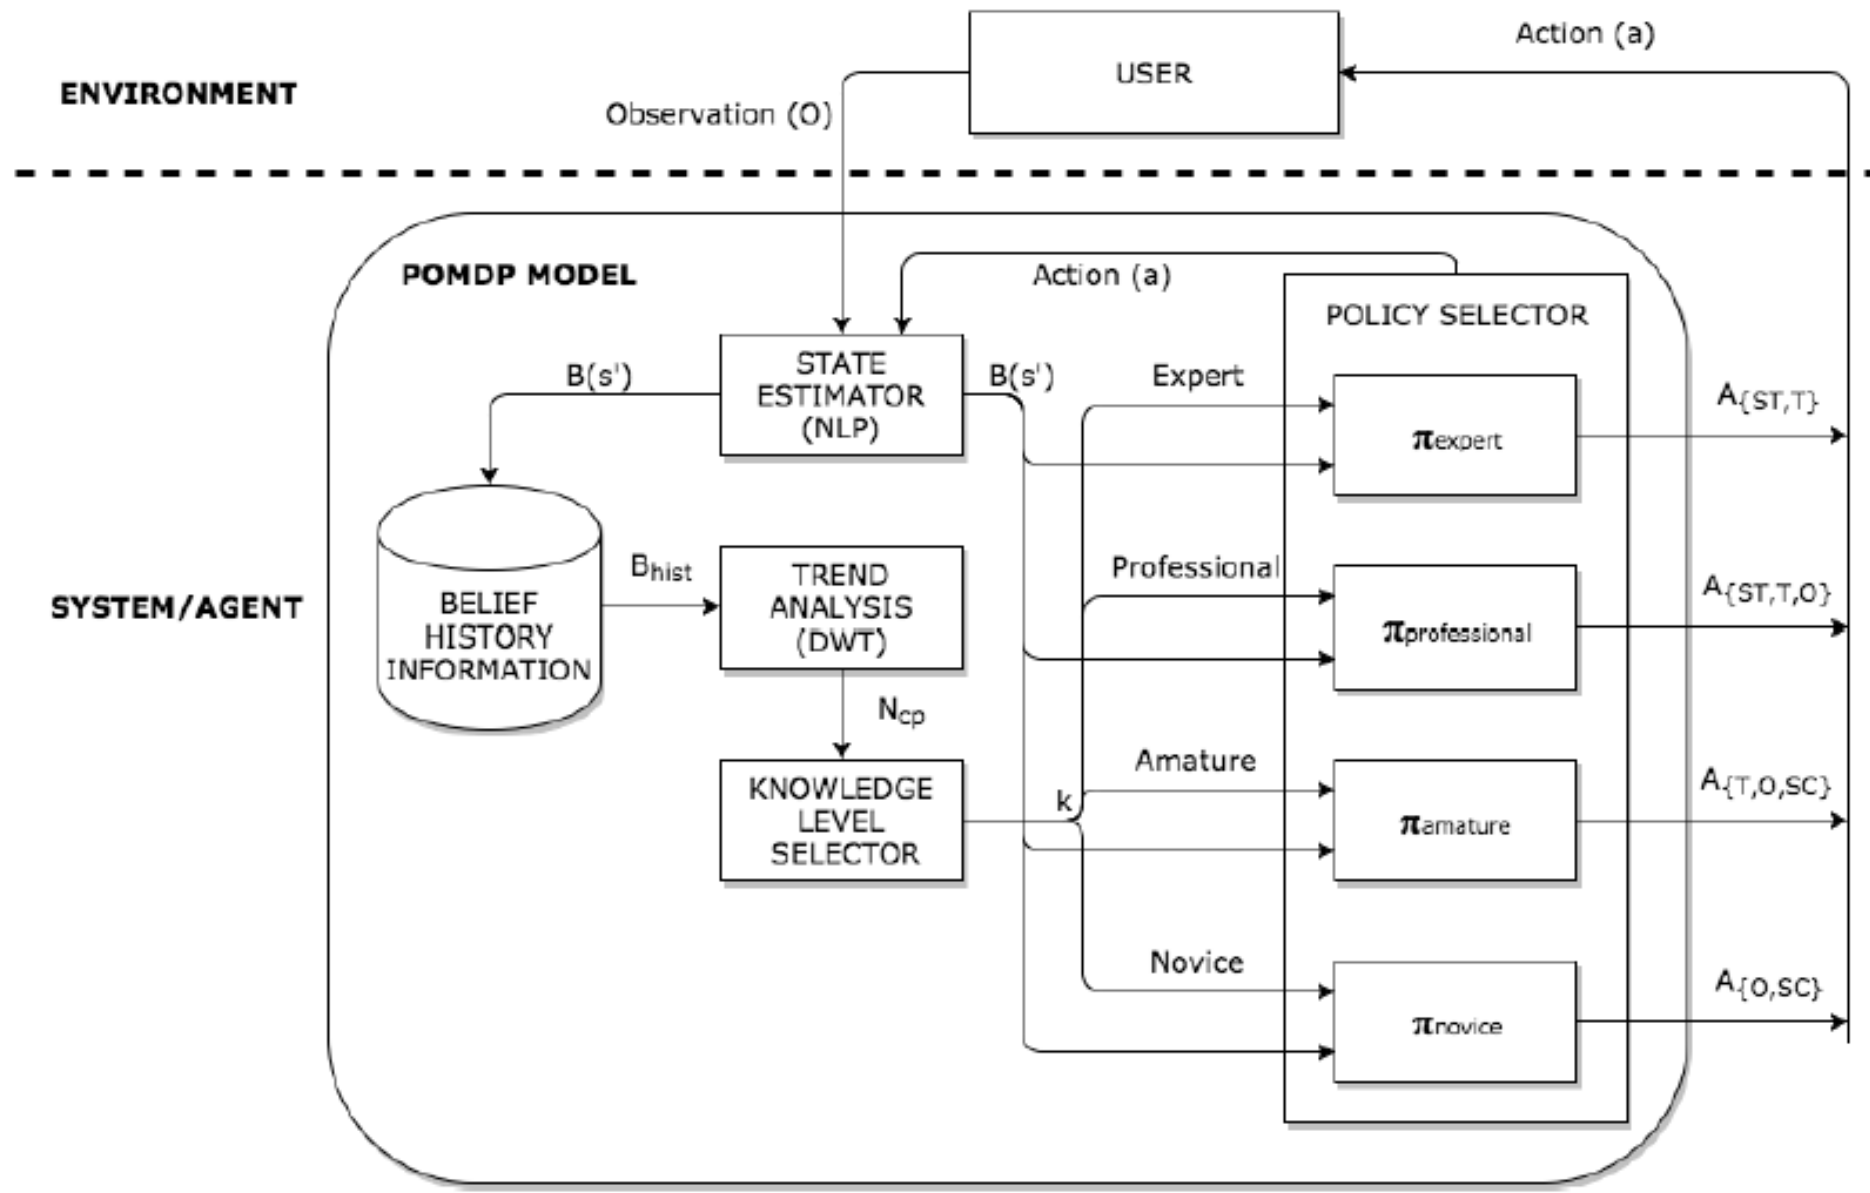 Action (a)
USER
ENVIRONMENT
Observation (O)
POMDP MODEL
Action (a)
POLICY SELECTOR
STATE
ESTIMATOR
(NLP)
B(s')
B(s')
Expert
πexpert
A{ST,T}
SYSTEM/AGENT
BELIEF
HISTORY
INFORMATION
Bhist
TREND
ANALYSIS
(DWT)
Professional
πprofessional
A{ST,T,O}
Ncp
KNOWLEDGE
LEVEL
SELECTOR
k
Amature
πamature
A{T,O,SC}
Novice
πnovice
A{O,SC}